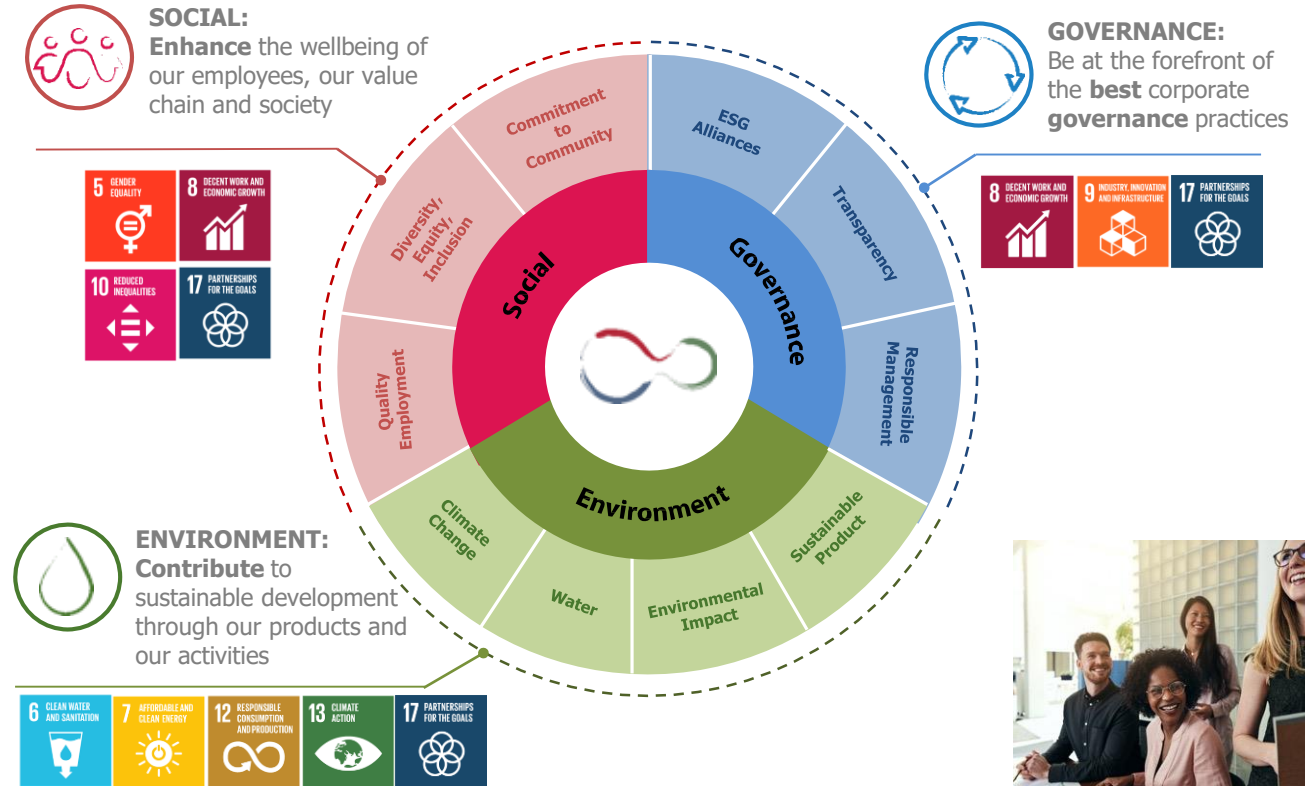 SOCIAL:
Enhance the wellbeing of
our employees, our value
chain and society
5 GENDER
EQUALITY
8 DECENT WORK AND
ECONOMIC GROWTH
10 REDUCED
INEQUALITIES
17 PARTNERSHIPS
FOR THE GOALS
GOVERNANCE:
Be at the forefront of
the best corporate
governance practices
8 DECENT WORK AND
ECONOMIC GROWTH
9 INDUSTRY, INNOVATION
AND INFRASTRUCTURE
17 PARTNERSHIPS
FOR THE GOALS
Commitment
to
Community
Diversity,
Equity,
Inclusion
Quality
Employment
Social
ESG
Alliances
Transparency
Responsible
Management
Governance
Environment
Climate
Change
Water
Environmental
Impact
Sustainable
Product
ENVIRONMENT:
Contribute to
sustainable development
through our products and
our activities
6 CLEAN WATER
AND SANITATION
7 AFFORDABLE AND
CLEAN ENERGY
12 RESPONSIBLE
CONSUMPTION
AND PRODUCTION
13 CLIMATE
ACTION
17 PARTNERSHIPS
FOR THE GOALS